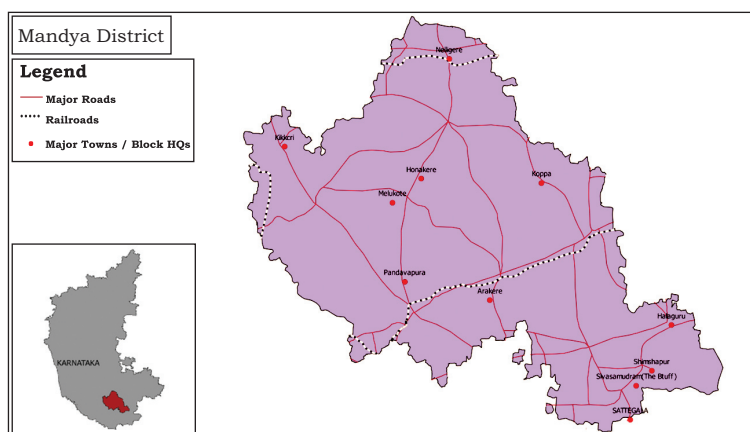 Mandya District
Legend
Major Roads
Railroads
Major Towns / Block HQs
Nelligere
Kikkeri
Honakere
Koppa
Melukote
Pandavapura
Arakere
Halaguru
Shimshapur
Sivasamudram(The Bluff)
SATTEGALA
KARNATAKA